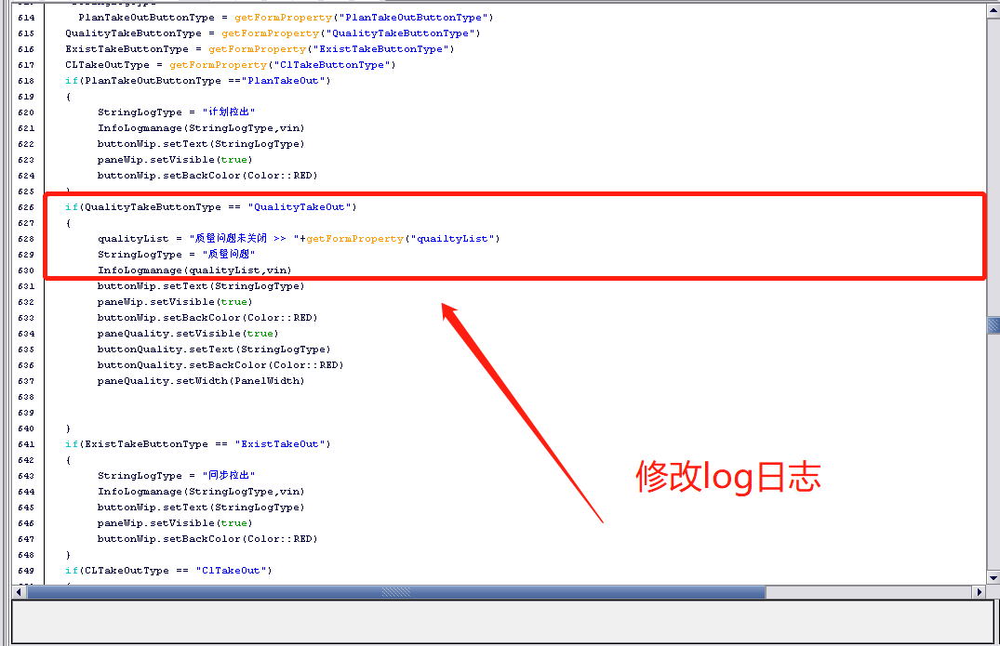 614 PlanTakeOutButtonType = getFormProperty("PlanTakeOutButtonType")
615 QualityTakeButtonType = getFormProperty("QualityTakeButtonType")
616 ExistTakeButtonType = getFormProperty("ExistTakeButtonType")
617 CLTakeOutType = getFormProperty("ClTakeButtonType")
618 if(PlanTakeOutButtonType =="PlanTakeOut")
619 {
620 StringLogType = "计划拉出"
621 InfoLogmanage(StringLogType,vin)
622 buttonWip.setText(StringLogType)
623 paneWip.setVisible(true)
624 buttonWip.setBackColor(Color::RED)
625 }
626 if(QualityTakeButtonType == "QualityTakeOut")
627 {
628 qualityList = "质量问题未关闭 >> "+getFormProperty("quailtyList")
629 StringLogType = "质量问题"
630 InfoLogmanage(qualityList,vin)
631 buttonWip.setText(StringLogType)
632 paneWip.setVisible(true)
633 buttonWip.setBackColor(Color::RED)
634 paneQuality.setVisible(true)
635 buttonQuality.setText(StringLogType)
636 buttonQuality.setBackColor(Color::RED)
637 paneQuality.setWidth(PanelWidth)
638
639
640 }
641 if(ExistTakeButtonType == "ExistTakeOut")
642 {
643 StringLogType = "同步拉出"
644 InfoLogmanage(StringLogType,vin)
645 buttonWip.setText(StringLogType)
646 paneWip.setVisible(true)
647 buttonWip.setBackColor(Color::RED)
648 }
649 if(CLTakeOutType == "ClTakeOut")
修改log日志